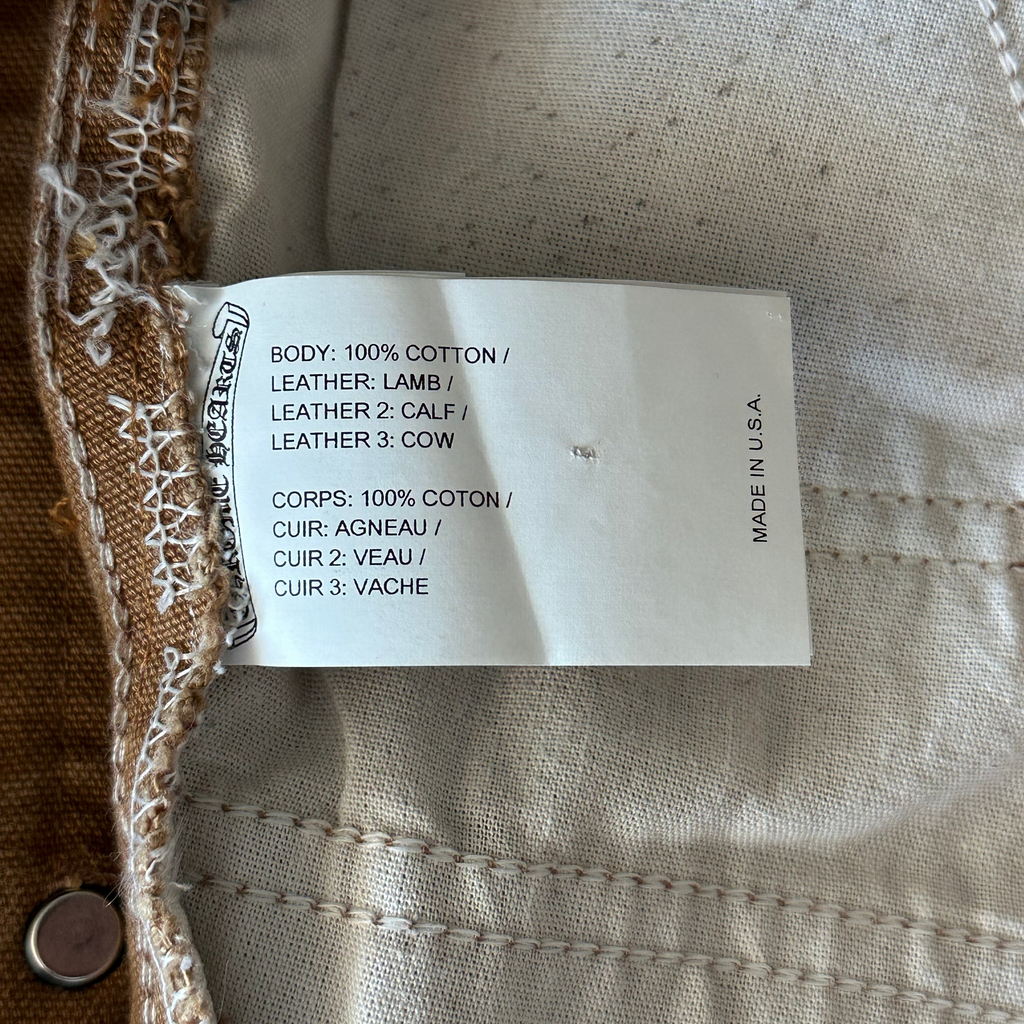 BODY: 100% COTTON /
LEATHER: LAMB /
LEATHER 2: CALF /
LEATHER 3: COW
CORPS: 100% COTON /
CUIR: AGNEAU /
CUIR 2: VEAU /
CUIR 3: VACHE
MADE IN U.S.A.
HEARTS